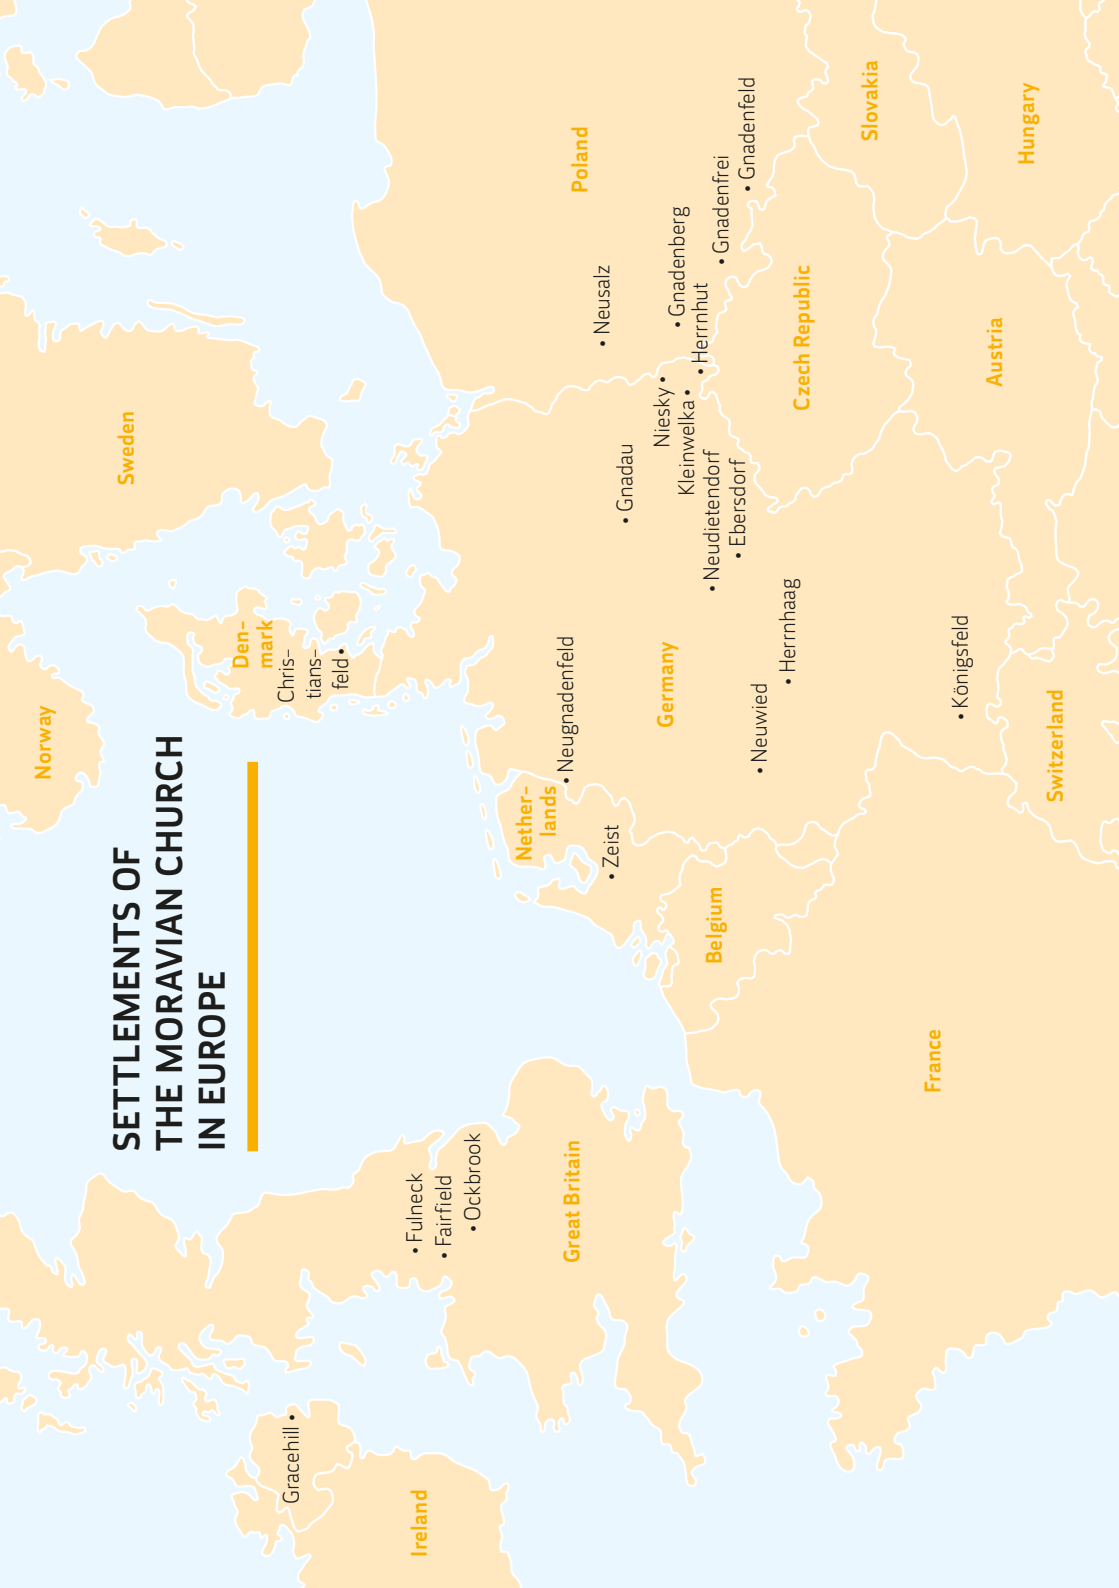 SETTLEMENTS OF
THE MORAVIAN CHURCH
IN EUROPE
Norway
Sweden
Den-
mark
Chris-
tians-
feld
Gracehill
Ireland
Fulneck
Fairfield
Ockbrook
Great Britain
Nether-
lands
Neugnadenfeld
Zeist
Poland
Neusalz
Gnadau
Germany
Niesky
Gnadenberg
Kleinwelka
Herrnhut
Neudietendorf
Gnadenfrei
Ebersdorf
Gnadenfeld
Belgium
Neuwied
Herrnhaag
Czech Republic
Slovakia
France
Königsfeld
Austria
Hungary
Switzerland